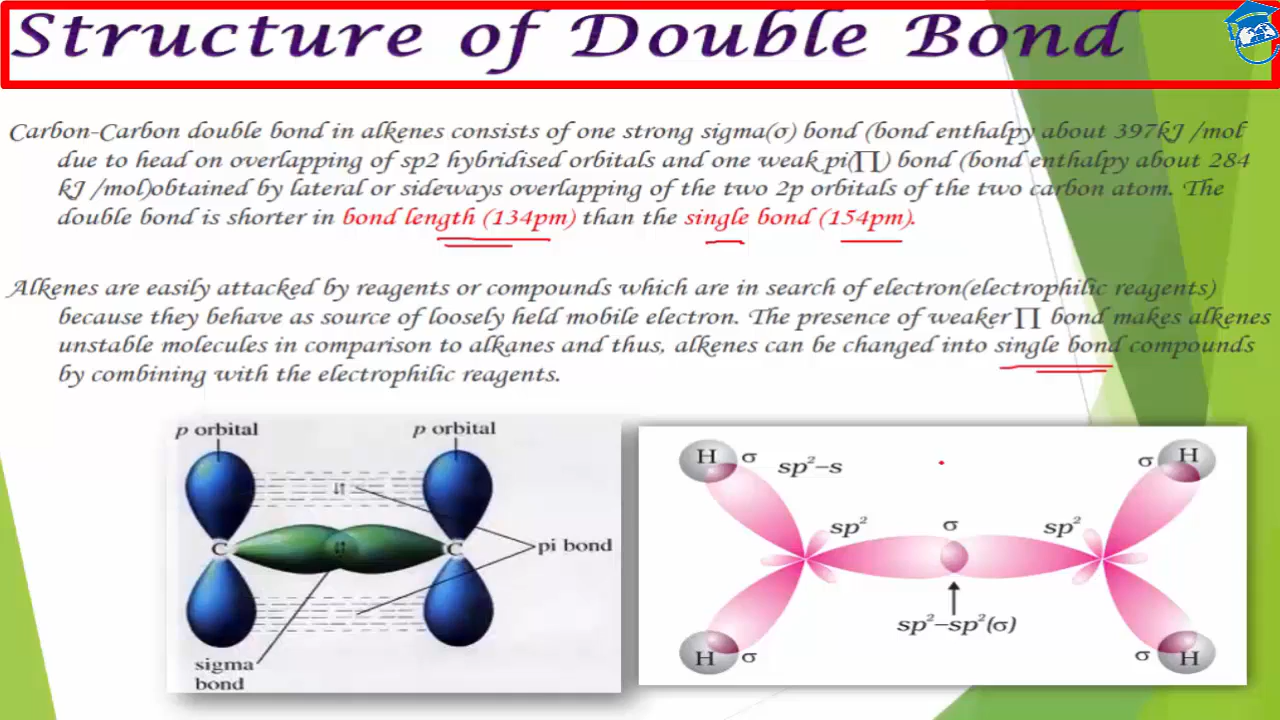 Structure of Double Bond
Carbon-Carbon double bond in alkenes consists of one strong sigma(σ) bond (bond enthalpy about 397kJ /mol
due to head on overlapping of sp2 hybridised orbitals and one weak pi(∏) bond (bond enthalpy about 284
kJ /mol)obtained by lateral or sideways overlapping of the two 2p orbitals of the two carbon atom. The
double bond is shorter in bond length (134pm) than the single bond (154pm).
Alkenes are easily attacked by reagents or compounds which are in search of electron(electrophilic reagents)
because they behave as source of loosely held mobile electron. The presence of weaker ∏ bond makes alkenes
unstable molecules in comparison to alkanes and thus, alkenes can be changed into single bond compounds
by combining with the electrophilic reagents.
p orbital
p orbital
C
C
pi bond
sigma
bond
H σ sp²–s
σ H
sp² σ sp²
sp²–sp²(σ)
H σ
σ H